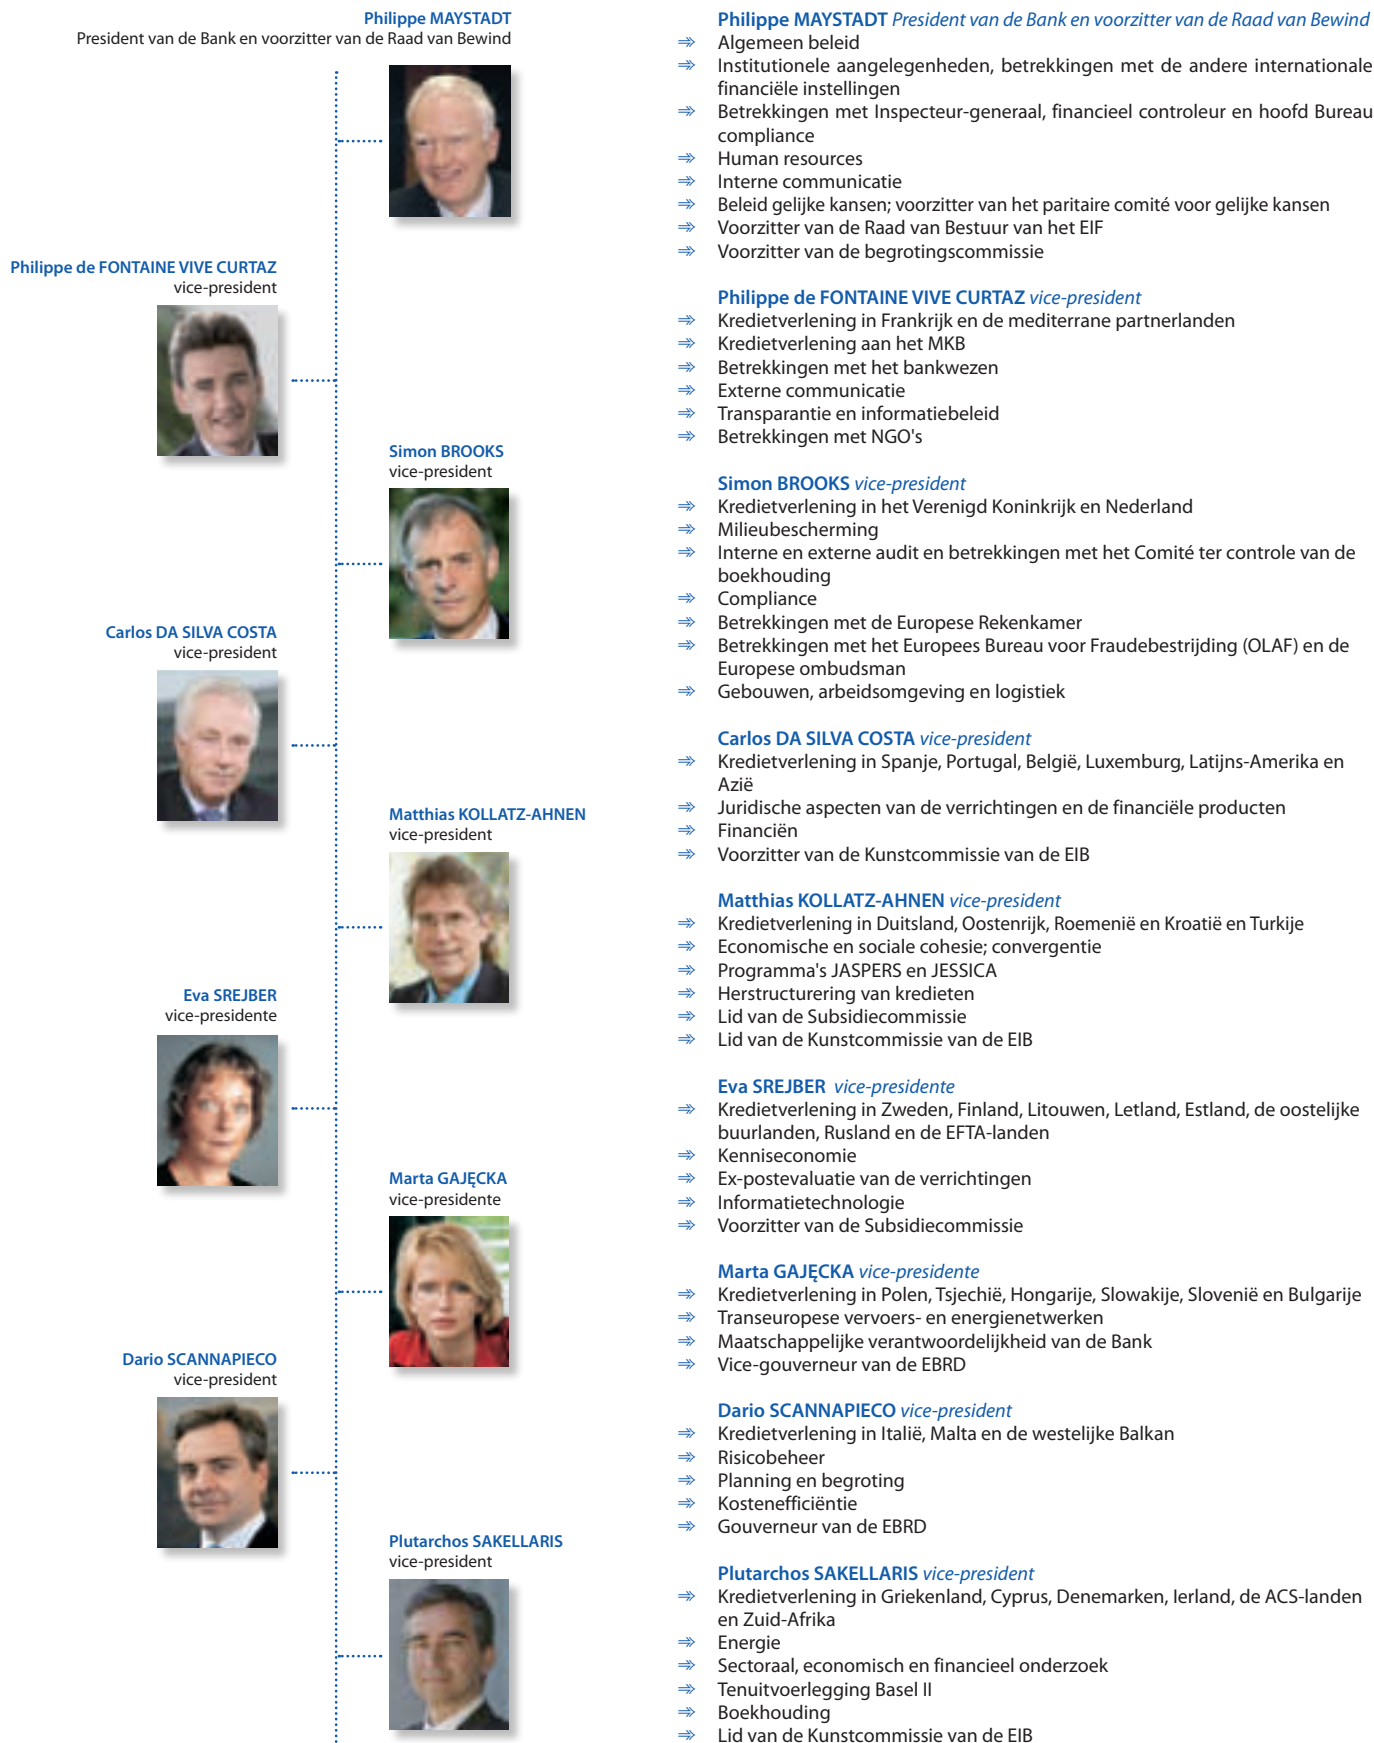 Philippe MAYSTADT
President van de Bank en voorzitter van de Raad van Bewind
Philippe de FONTAINE VIVE CURTAZ
vice-president
Simon BROOKS
vice-president
Carlos DA SILVA COSTA
vice-president
Matthias KOLLATZ-AHNEN
vice-president
Eva SREJBER
vice-presidente
Marta GAJĘCKA
vice-presidente
Dario SCANNAPIECO
vice-president
Plutarchos SAKELLARIS
vice-president
Philippe MAYSTADT President van de Bank en voorzitter van de Raad van Bewind
⇒ Algemeen beleid
⇒ Institutionele aangelegenheden, betrekkingen met de andere internationale
financiële instellingen
⇒ Betrekkingen met Inspecteur-generaal, financieel controleur en hoofd Bureau
compliance
⇒ Human resources
⇒ Interne communicatie
⇒ Beleid gelijke kansen; voorzitter van het paritaire comité voor gelijke kansen
⇒ Voorzitter van de Raad van Bestuur van het EIF
⇒ Voorzitter van de begrotingscommissie
Philippe de FONTAINE VIVE CURTAZ vice-president
⇒ Kredietverlening in Frankrijk en de mediterrane partnerlanden
⇒ Kredietverlening aan het MKB
⇒ Betrekkingen met het bankwezen
⇒ Externe communicatie
⇒ Transparantie en informatiebeleid
⇒ Betrekkingen met NGO's
Simon BROOKS vice-president
⇒ Kredietverlening in het Verenigd Koninkrijk en Nederland
⇒ Milieubescherming
⇒ Interne en externe audit en betrekkingen met het Comité ter controle van de
boekhouding
⇒ Compliance
⇒ Betrekkingen met de Europese Rekenkamer
⇒ Betrekkingen met het Europees Bureau voor Fraudebestrijding (OLAF) en de
Europese ombudsman
⇒ Gebouwen, arbeidsomgeving en logistiek
Carlos DA SILVA COSTA vice-president
⇒ Kredietverlening in Spanje, Portugal, België, Luxemburg, Latijns-Amerika en
Azië
⇒ Juridische aspecten van de verrichtingen en de financiële producten
⇒ Financiën
⇒ Voorzitter van de Kunstcommissie van de EIB
Matthias KOLLATZ-AHNEN vice-president
⇒ Kredietverlening in Duitsland, Oostenrijk, Roemenië en Kroatië en Turkije
⇒ Economische en sociale cohesie; convergentie
⇒ Programma's JASPERS en JESSICA
⇒ Herstructurering van kredieten
⇒ Lid van de Subsidiecommissie
⇒ Lid van de Kunstcommissie van de EIB
Eva SREJBER vice-presidente
⇒ Kredietverlening in Zweden, Finland, Litouwen, Letland, Estland, de oostelijke
buurlanden, Rusland en de EFTA-landen
⇒ Kenniseconomie
⇒ Ex-postevaluatie van de verrichtingen
⇒ Informatietechnologie
⇒ Voorzitter van de Subsidiecommissie
Marta GAJĘCKA vice-presidente
⇒ Kredietverlening in Polen, Tsjechië, Hongarije, Slowakije, Slovenië en Bulgarije
⇒ Transeuropese vervoers- en energienetwerken
⇒ Maatschappelijke verantwoordelijkheid van de Bank
⇒ Vice-gouverneur van de EBRD
Dario SCANNAPIECO vice-president
⇒ Kredietverlening in Italië, Malta en de westelijke Balkan
⇒ Risicobeheer
⇒ Planning en begroting
⇒ Kostenefficiëntie
⇒ Gouverneur van de EBRD
Plutarchos SAKELLARIS vice-president
⇒ Kredietverlening in Griekenland, Cyprus, Denemarken, Ierland, de ACS-landen
en Zuid-Afrika
⇒ Energie
⇒ Sectoraal, economisch en financieel onderzoek
⇒ Tenuitvoerlegging Basel II
⇒ Boekhouding
⇒ Lid van de Kunstcommissie van de EIB